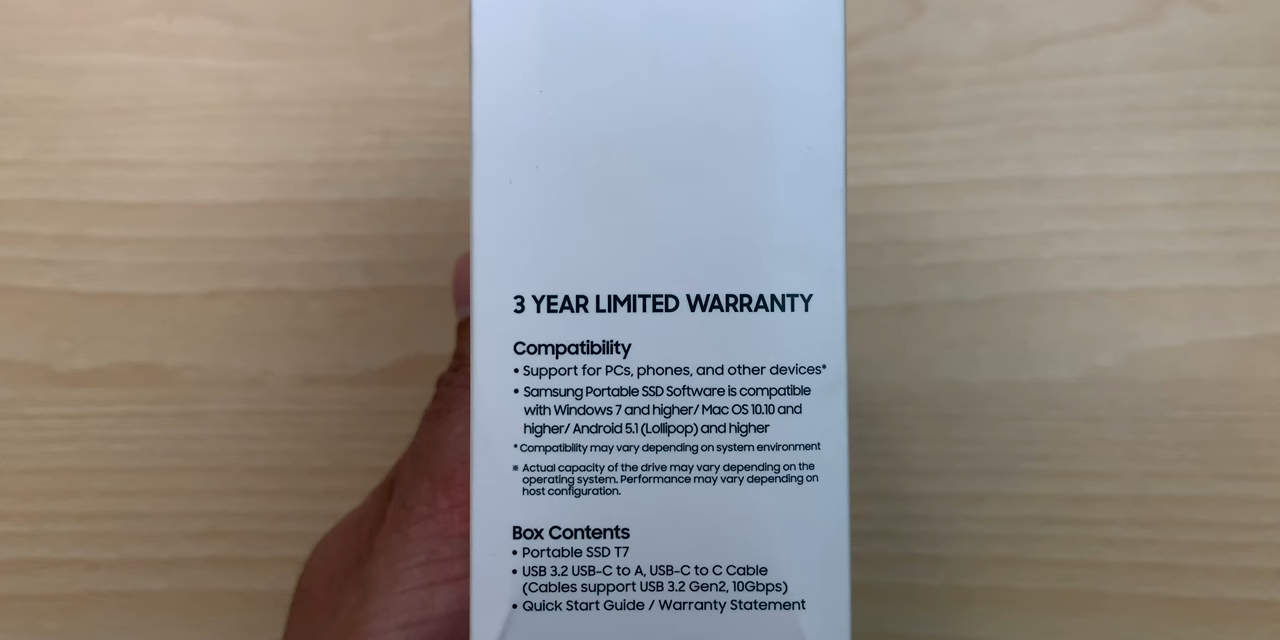 3 YEAR LIMITED WARRANTY
Compatibility
• Support for PCs, phones, and other devices*
• Samsung Portable SSD Software is compatible
with Windows 7 and higher/ Mac OS 10.10 and
higher/ Android 5.1 (Lollipop) and higher
* Compatibility may vary depending on system environment
※ Actual capacity of the drive may vary depending on the
operating system. Performance may vary depending on
host configuration.
Box Contents
• Portable SSD T7
• USB 3.2 USB-C to A, USB-C to C Cable
(Cables support USB 3.2 Gen2, 10Gbps)
• Quick Start Guide / Warranty Statement